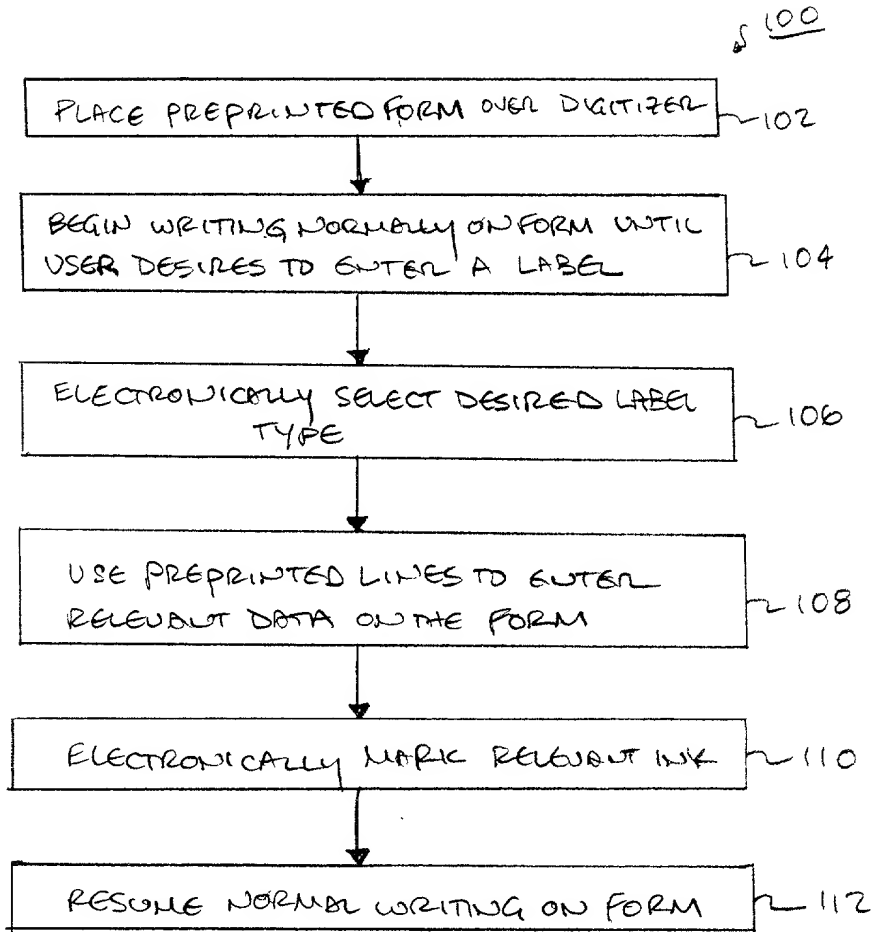 100
PLACE PREPRINTED FORM OVER DIGITIZER
102
BEGIN WRITING NORMALLY ON FORM UNTIL
USER DESIRES TO ENTER A LABEL
104
ELECTRONICALLY SELECT DESIRED LABEL
TYPE
106
USE PREPRINTED LINES TO ENTER
RELEVANT DATA ON THE FORM
108
ELECTRONICALLY MARK RELEVANT INK
110
RESUME NORMAL WRITING ON FORM
112